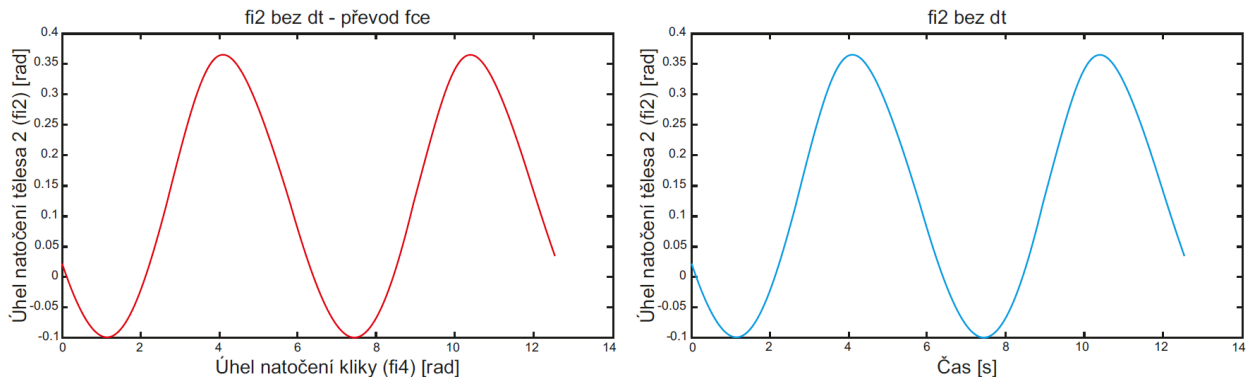 fi2 bez dt - převod fce
Úhel natočení tělesa 2 (fi2) [rad]
0.4
0.35
0.3
0.25
0.2
0.15
0.1
0.05
0
-0.05
-0.1
0 2 4 6 8 10 12 14
Úhel natočení kliky (fi4) [rad]
fi2 bez dt
Úhel natočení tělesa 2 (fi2) [rad]
0.4
0.35
0.3
0.25
0.2
0.15
0.1
0.05
0
-0.05
-0.1
0 2 4 6 8 10 12 14
Čas [s]